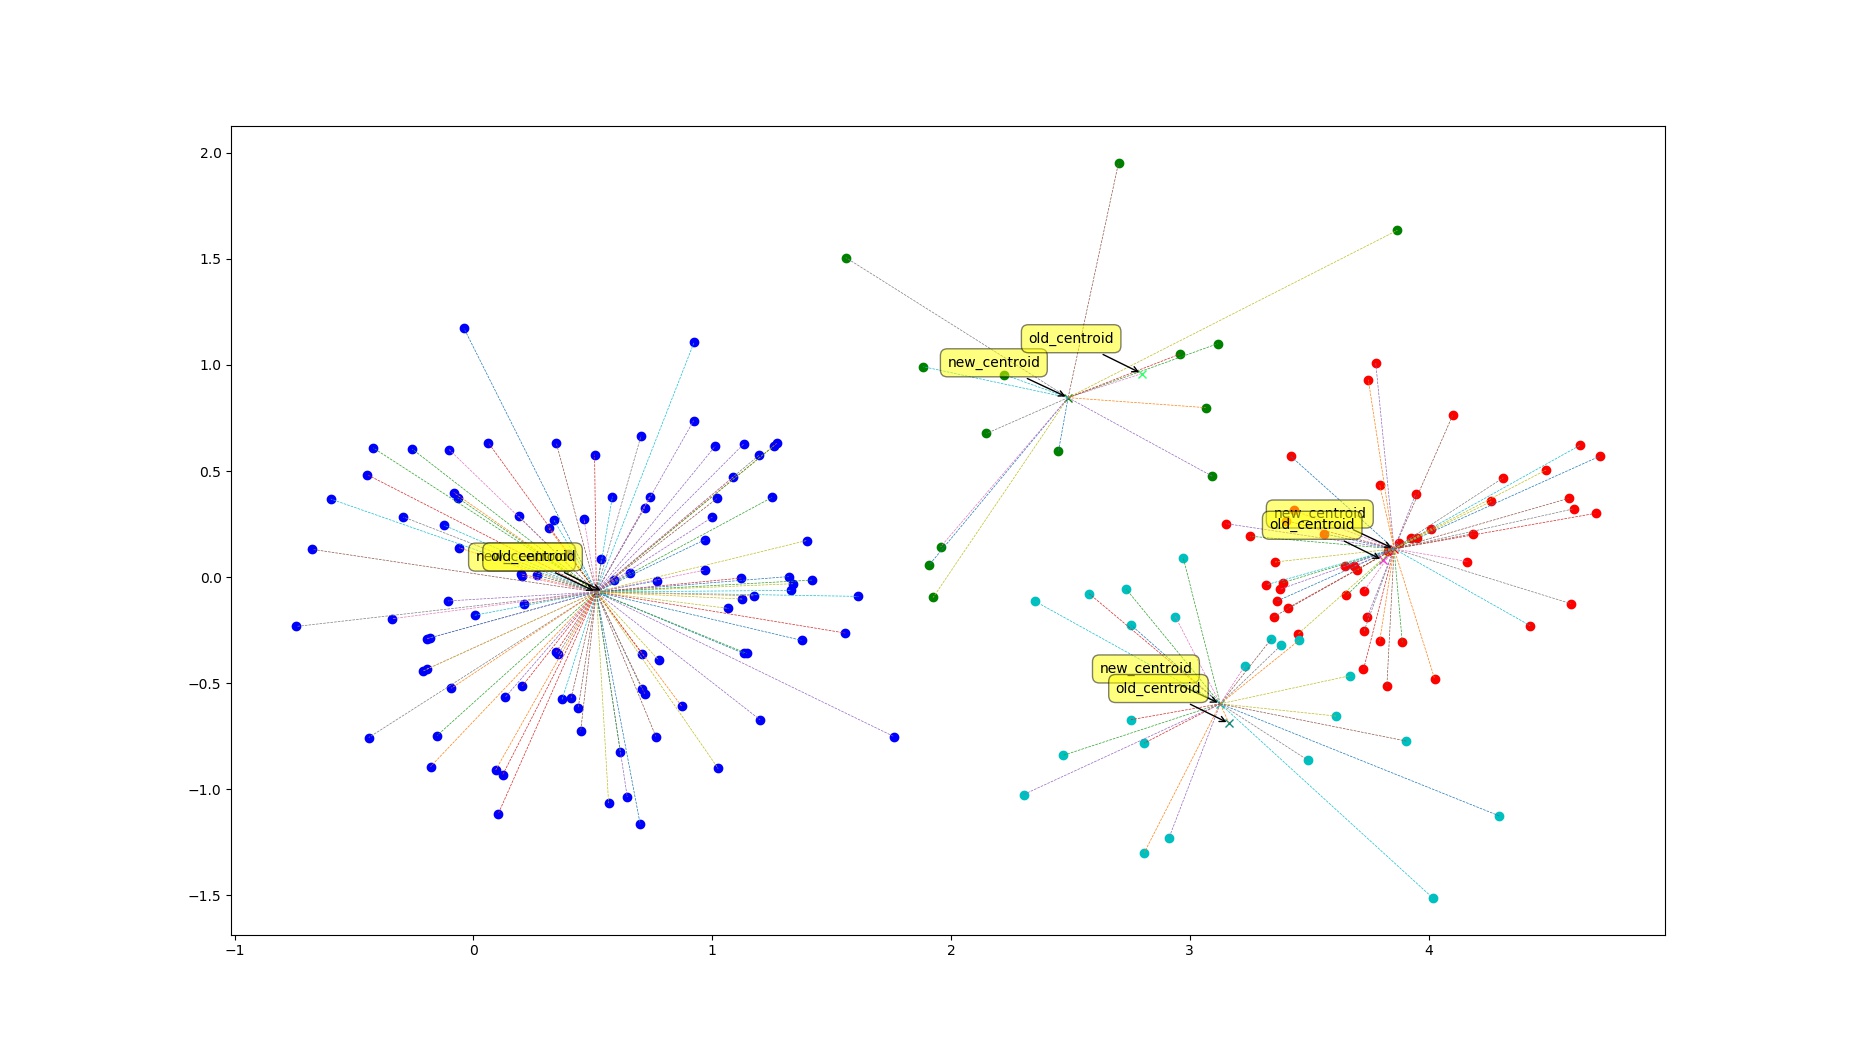 2.0
1.5
old_centroid
new_centroid
1.0
0.5
new_centroid
old_centroid
new_centroid
old_centroid
0.0
new_centroid
old_centroid
−0.5
−1.0
−1.5
−1 0 1 2 3 4